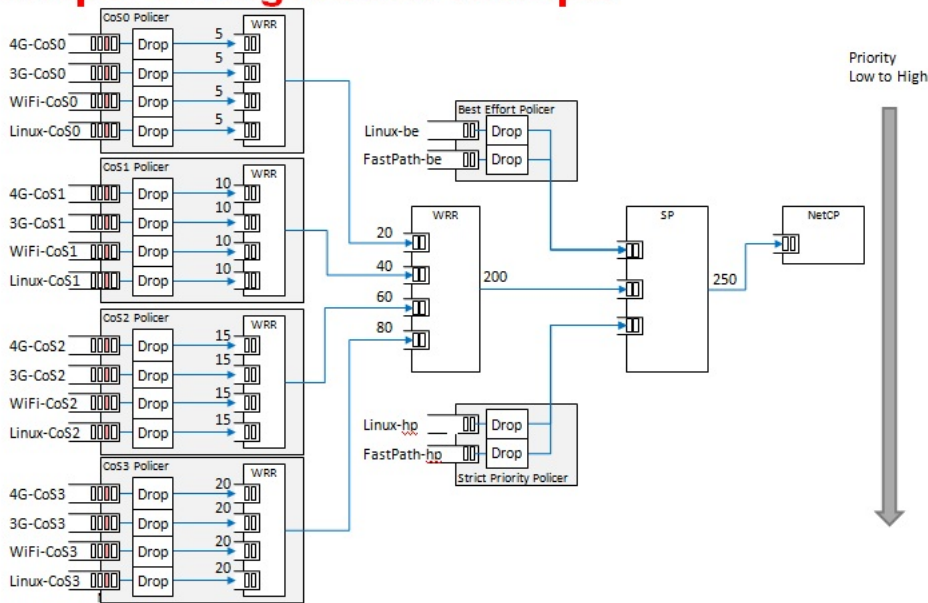 CoS0 Policer
WRR
4G-CoS0
Drop
5
3G-CoS0
Drop
5
WiFi-CoS0
Drop
5
Linux-CoS0
Drop
5
CoS1 Policer
WRR
4G-CoS1
Drop
10
3G-CoS1
Drop
10
WiFi-CoS1
Drop
10
Linux-CoS1
Drop
10
CoS2 Policer
WRR
4G-CoS2
Drop
15
3G-CoS2
Drop
15
WiFi-CoS2
Drop
15
Linux-CoS2
Drop
15
CoS3 Policer
WRR
4G-CoS3
Drop
20
3G-CoS3
Drop
20
WiFi-CoS3
Drop
20
Linux-CoS3
Drop
20
Best Effort Policer
Linux-be
Drop
FastPath-be
Drop
WRR
20
40
60
80
200
Linux-hp
Drop
FastPath-hp
Drop
Strict Priority Policer
SP
250
NetCP
Priority
Low to High